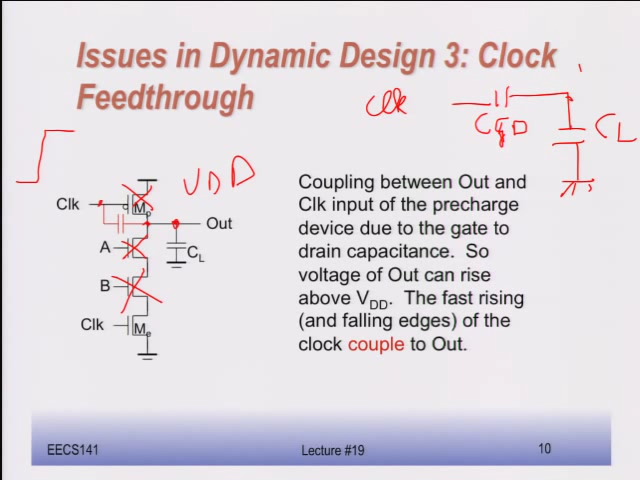 Issues in Dynamic Design 3: Clock
Feedthrough
Clk
CGD
CL
VDD
Clk
Mp
Out
A
CL
B
Clk
Me
Coupling between Out and
Clk input of the precharge
device due to the gate to
drain capacitance. So
voltage of Out can rise
above VDD. The fast rising
(and falling edges) of the
clock couple to Out.
EECS141
Lecture #19
10